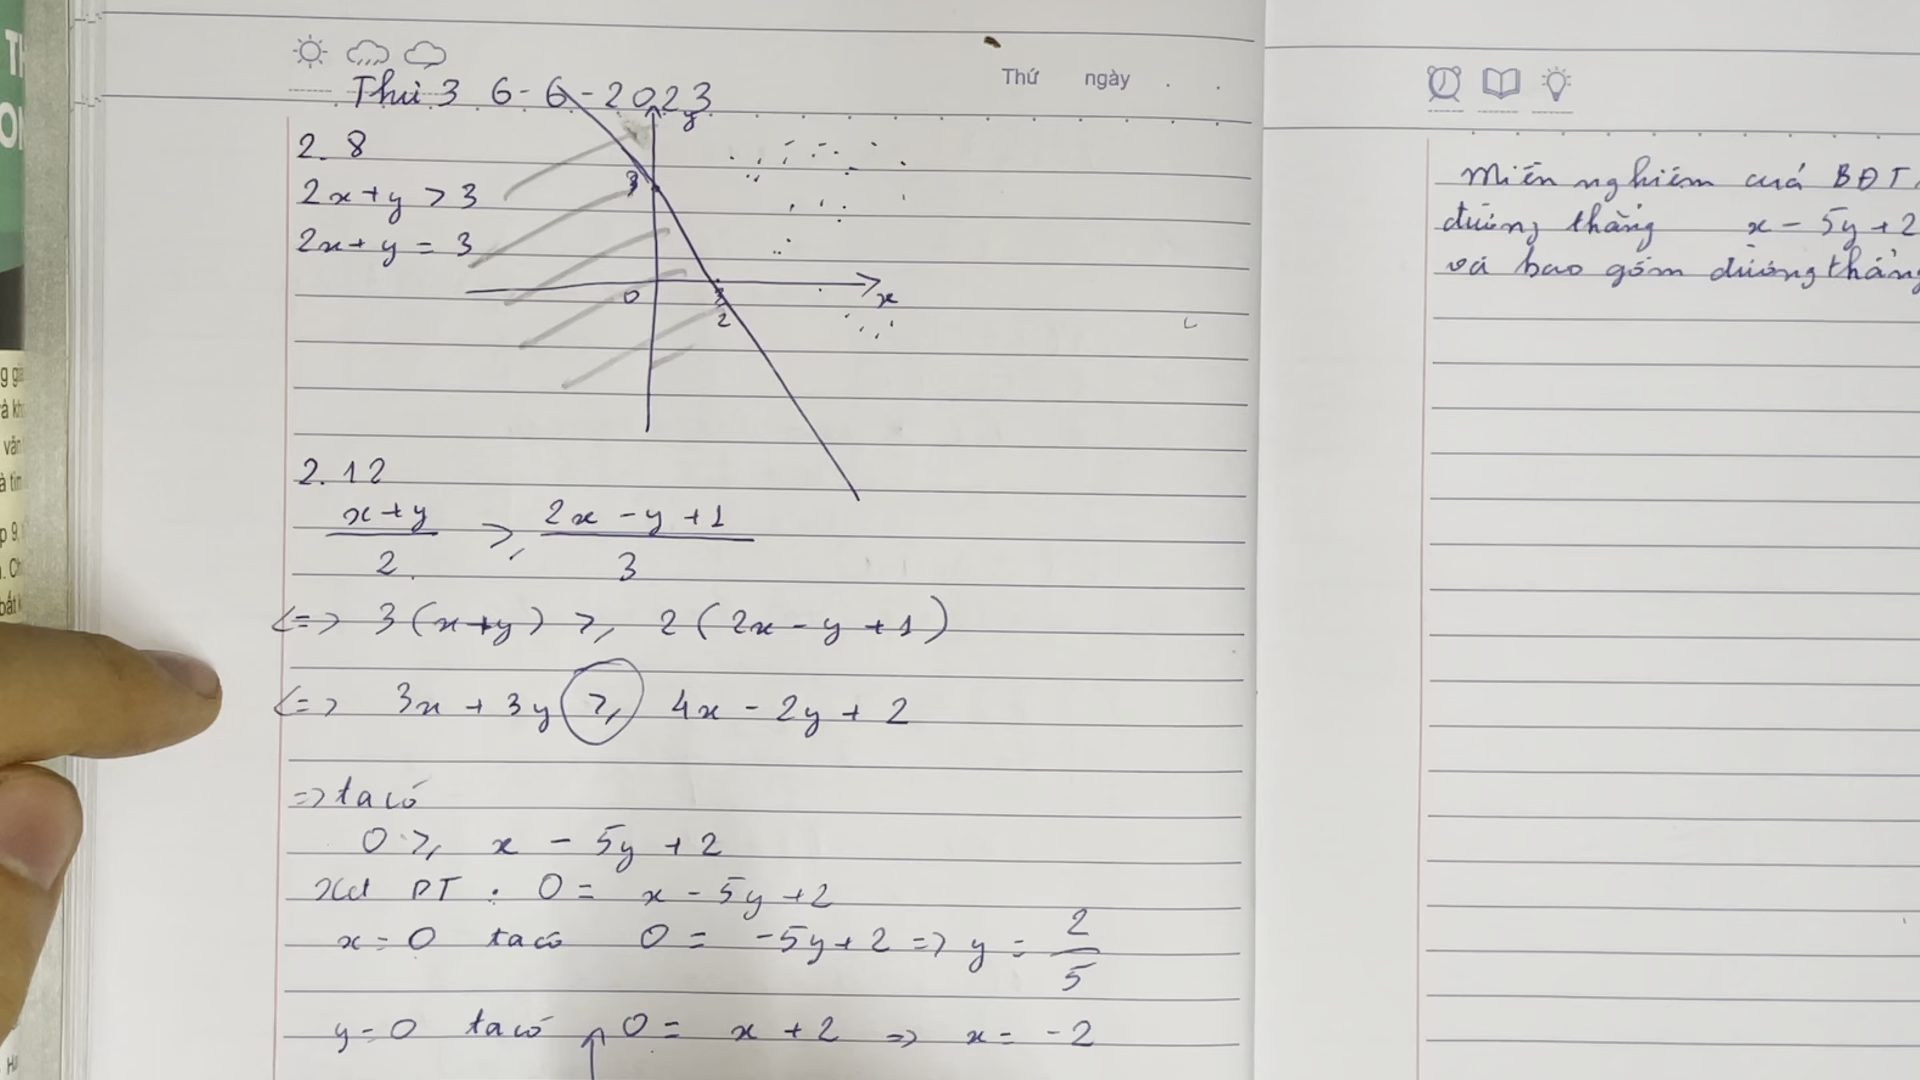 Thứ ngày
Thứ 3 6-6-2023
2.8
2x+y > 3
2x+y = 3
y
3
0
x
3
2
2.12
x+y / 2 ≥ 2x-y+1 / 3
<=> 3(x+y) ≥ 2(2x-y+1)
<=> 3x + 3y ≥ 4x - 2y + 2
=> ta có
0 ≥ x - 5y + 2
Xét PT : 0 = x - 5y + 2
x = 0 ta có 0 = -5y + 2 => y = 2/5
y = 0 ta có 0 = x + 2 => x = -2
Miền nghiệm của BĐT
đường thẳng x - 5y + 2
và bao gồm đường thẳng